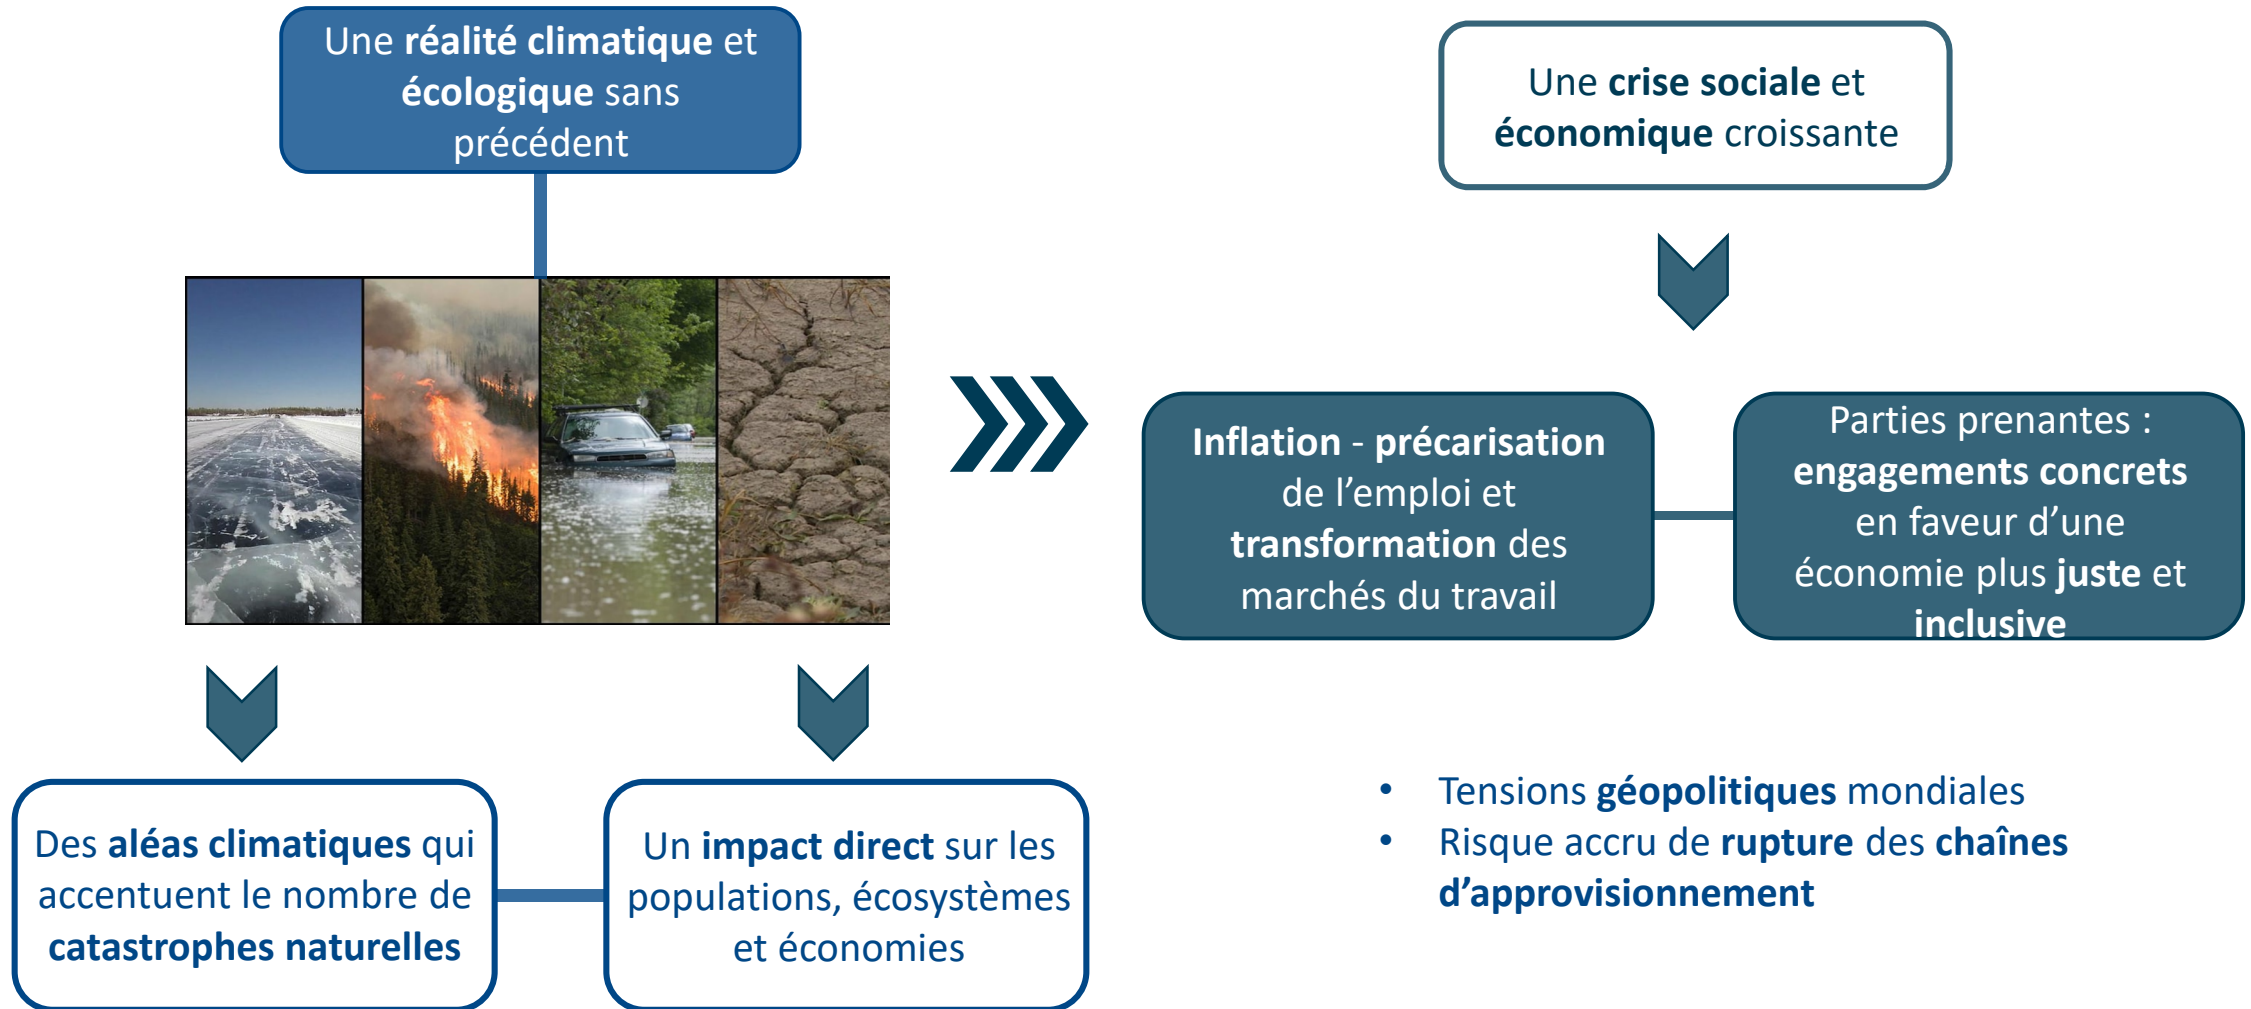 Une réalité climatique et
écologique sans
précédent
Des aléas climatiques qui
accentuent le nombre de
catastrophes naturelles
Un impact direct sur les
populations, écosystèmes
et économies
Une crise sociale et
économique croissante
Inflation - précarisation
de l’emploi et
transformation des
marchés du travail
Parties prenantes :
engagements concrets
en faveur d’une
économie plus juste et
inclusive
• Tensions géopolitiques mondiales
• Risque accru de rupture des chaînes
d’approvisionnement